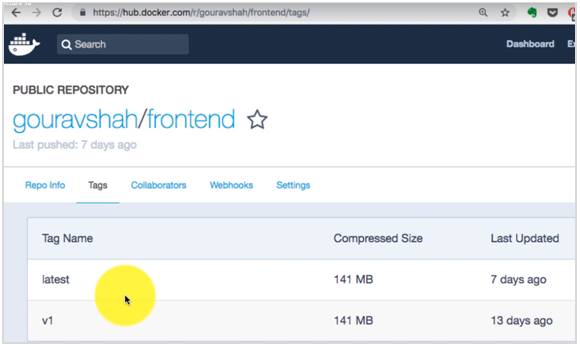 https://hub.docker.com/r/gouravshah/frontend/tags/
Search
Dashboard
PUBLIC REPOSITORY
gouravshah/frontend
Last pushed: 7 days ago
Repo Info Tags Collaborators Webhooks Settings
Tag Name Compressed Size Last Updated
latest 141 MB 7 days ago
v1 141 MB 13 days ago